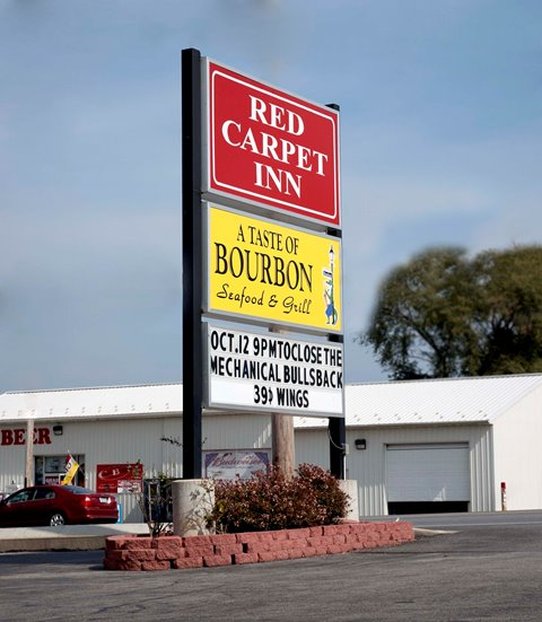 RED
CARPET
INN
A TASTE OF
BOURBON
Seafood & Grill
OCT.12 9PMTOCLOSE THE
MECHANICAL BULLSBACK
39¢ WINGS
BEER
Budweiser